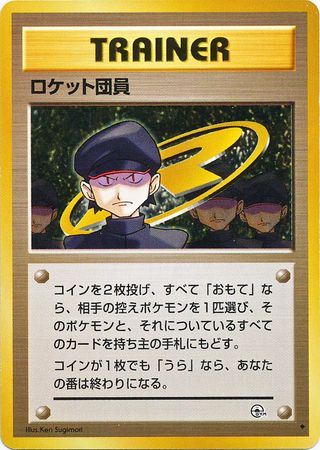 TRAINER
ロケット団員
コインを2枚投げ、すべて「おもて」な
ら、相手の控えポケモンを1匹選び、そ
のポケモンと、それについているすべ
てのカードを持ち主の手札にもどす。
コインが1枚でも「うら」なら、あなた
の番は終わりになる。
Illus.Ken Sugimori